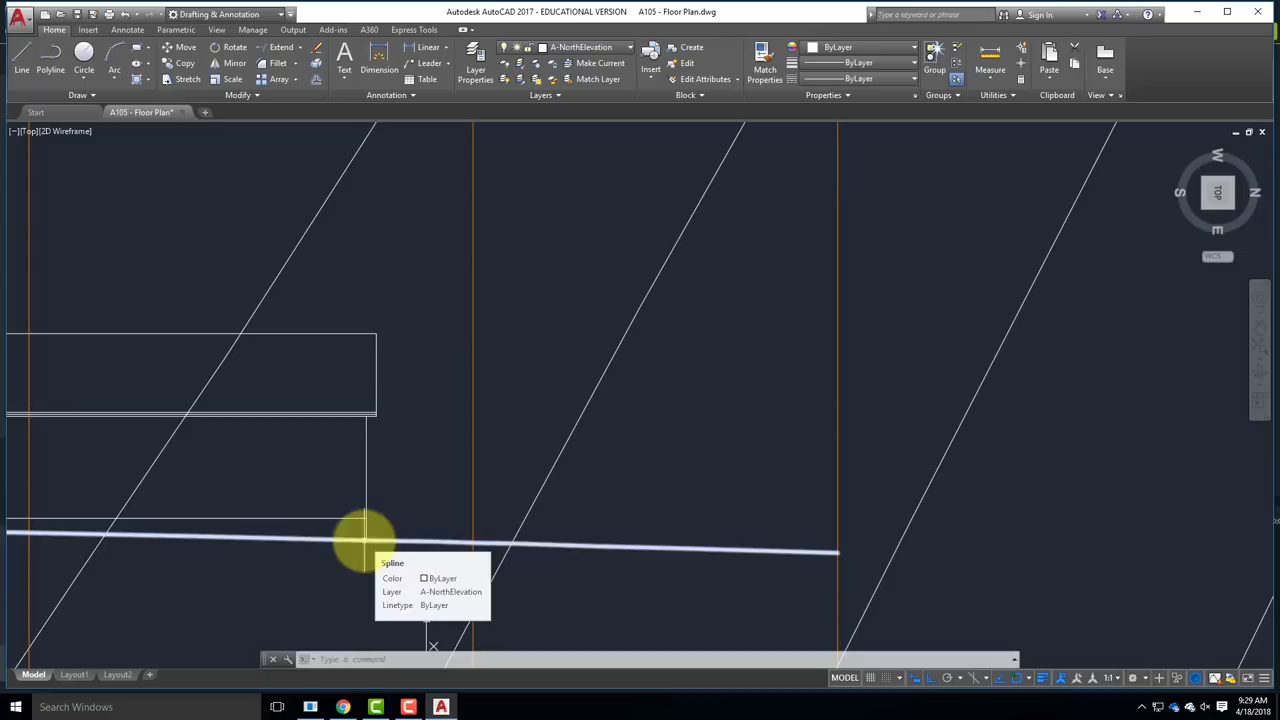 Autodesk AutoCAD 2017 - EDUCATIONAL VERSION A105 - Floor Plan.dwg
Drafting & Annotation
Type a keyword or phrase
Sign In
Home Insert Annotate Parametric View Manage Output Add-ins A360 Express Tools
Line Polyline Circle Arc
Move Rotate Extend
Copy Mirror Fillet
Stretch Scale Array
Text Dimension
Linear
Leader
Table
Layer Properties
A-NorthElevation
Make Current
Match Layer
Insert
Create
Edit
Edit Attributes
Match Properties
ByLayer
ByLayer
ByLayer
Group
Measure
Paste
Base
Draw Modify Annotation Layers Block Properties Groups Utilities Clipboard View
Start A105 - Floor Plan*
[−][Top][2D Wireframe]
W
S TOP N
E
WCS
Spline
Color ByLayer
Layer A-NorthElevation
Linetype ByLayer
Type a command
Model Layout1 Layout2
MODEL
1:1
Search Windows
9:29 AM
4/18/2018